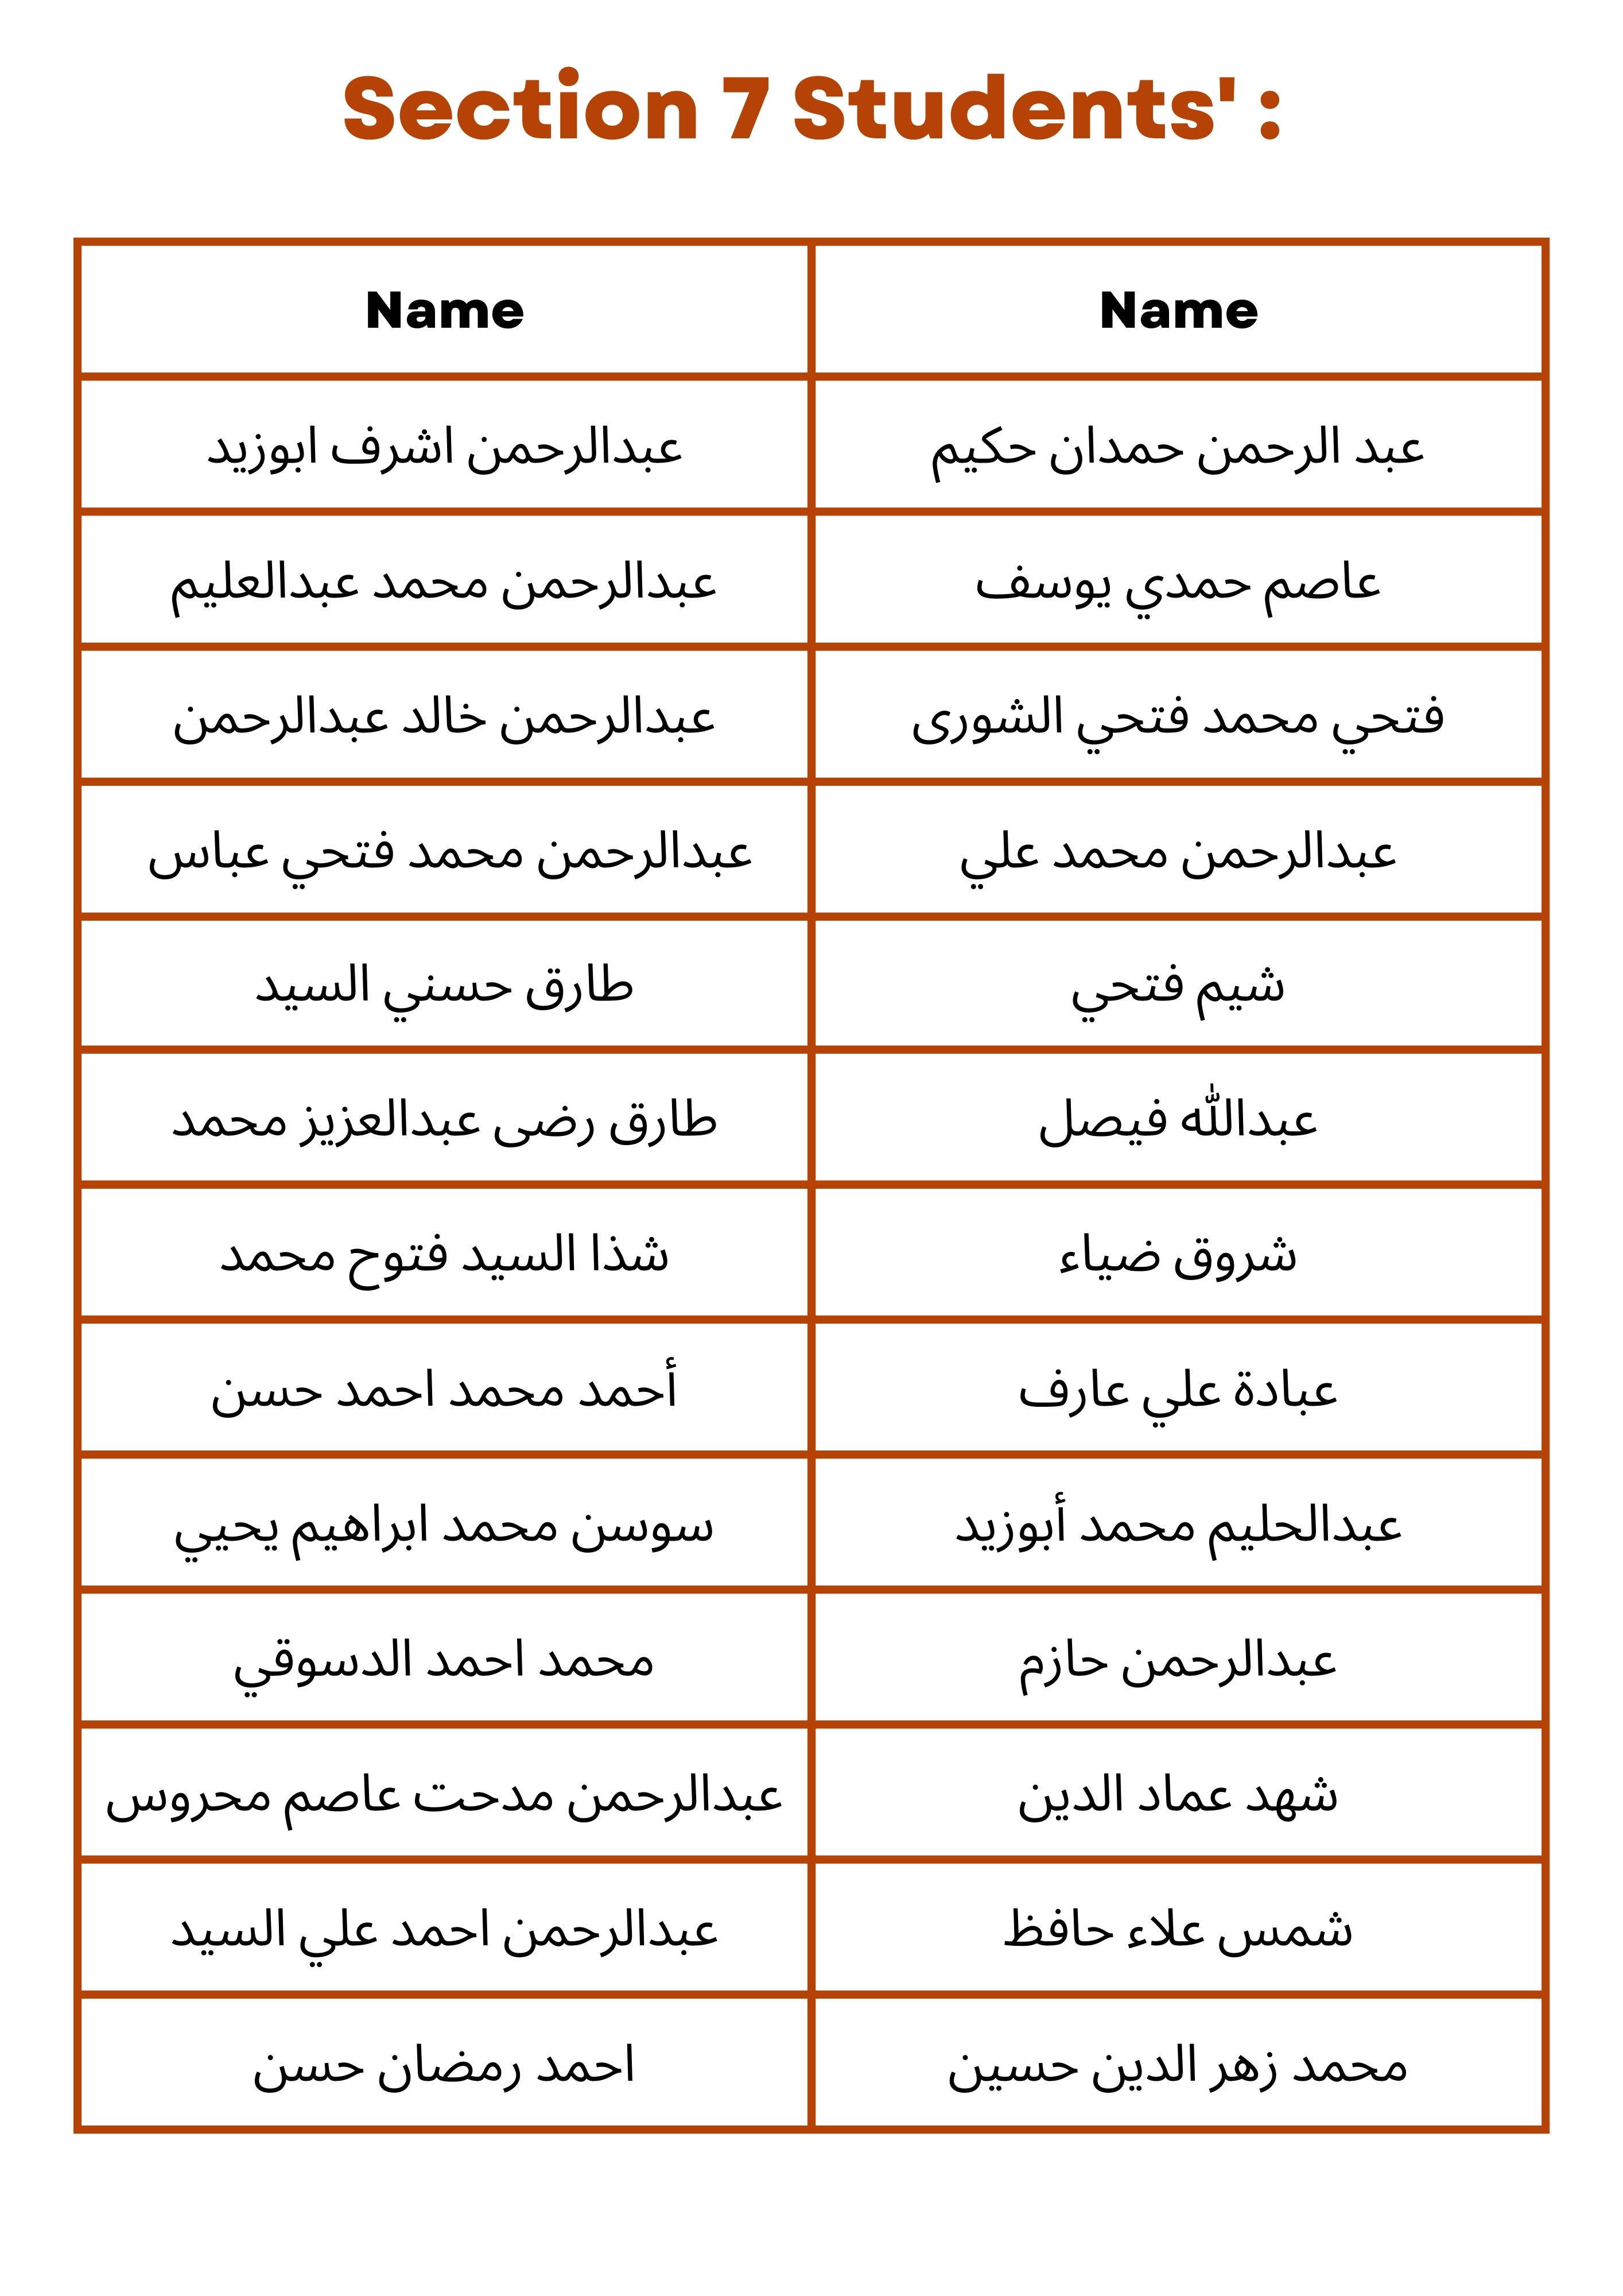 Section 7 Students' :
Name Name
عبدالرحمن اشرف ابوزيد عبد الرحمن حمدان حكيم
عبدالرحمن محمد عبدالعليم عاصم حمدي يوسف
عبدالرحمن خالد عبدالرحمن فتحي محمد فتحي الشورى
عبدالرحمن محمد فتحي عباس عبدالرحمن محمد علي
طارق حسني السيد شيم فتحي
طارق رضى عبدالعزيز محمد عبدالله فيصل
شذا السيد فتوح محمد شروق ضياء
أحمد محمد احمد حسن عبادة علي عارف
سوسن محمد ابراهيم يحيي عبدالحليم محمد أبوزيد
محمد احمد الدسوقي عبدالرحمن حازم
عبدالرحمن مدحت عاصم محروس شهد عماد الدين
عبدالرحمن احمد علي السيد شمس علاء حافظ
احمد رمضان حسن محمد زهر الدين حسين